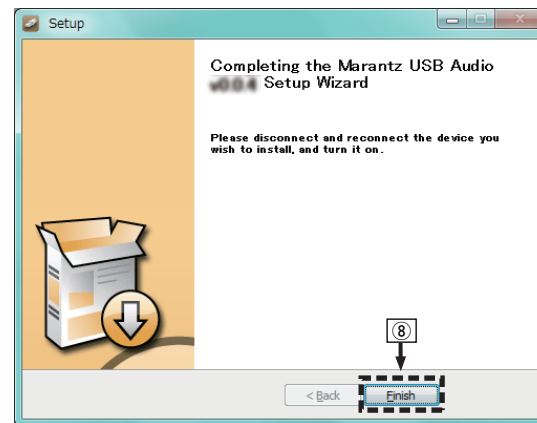 Setup
Completing the Marantz USB Audio
Setup Wizard
Please disconnect and reconnect the device you
wish to install, and turn it on.
⑧
< Back Finish